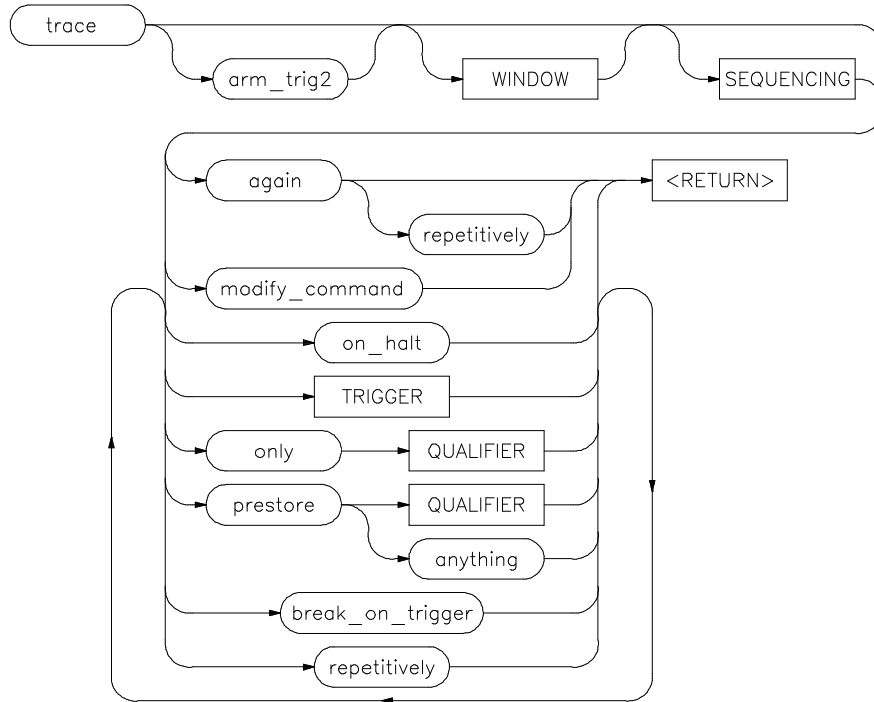 trace
arm_trig2
WINDOW
SEQUENCING
again
<RETURN>
repetitively
modify_command
on_halt
TRIGGER
only QUALIFIER
prestore QUALIFIER
anything
break_on_trigger
repetitively